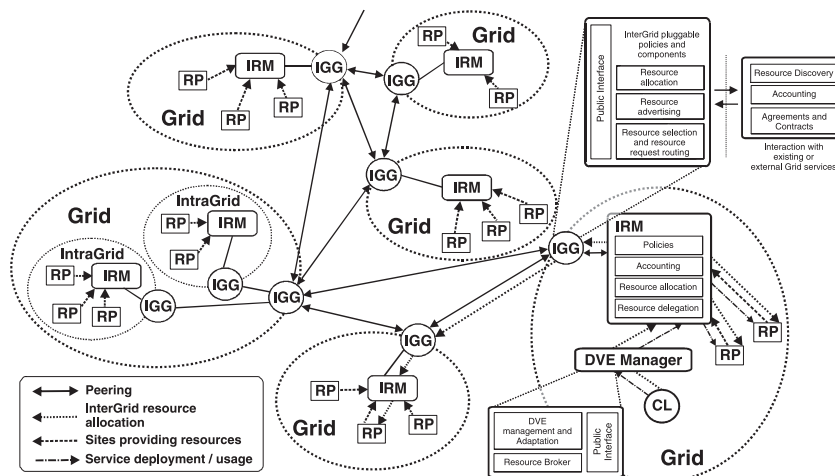 Grid
RP
IRM
IGG
RP
RP
Grid
RP
Grid
IRM
IGG
RP
IGG
IRM
RP
RP
RP
Grid
Grid
IntraGrid
RP
IRM
RP
IGG
IntraGrid
RP
IRM
RP
RP
IGG
IGG
IGG
RP
IRM
RP
RP
Grid
Public Interface
InterGrid pluggable
policies and
components
Resource
allocation
Resource
advertising
Resource selection
and resource
request routing
Resource Discovery
Accounting
Agreements and
Contracts
Interaction with
existing or
external Grid services
IGG
IRM
Policies
Accounting
Resource allocation
Resource delegation
RP
RP
DVE Manager
CL
Grid
DVE
management and
Adaptation
Resource Broker
Public
Interface
Peering
InterGrid resource
allocation
Sites providing resources
Service deployment / usage